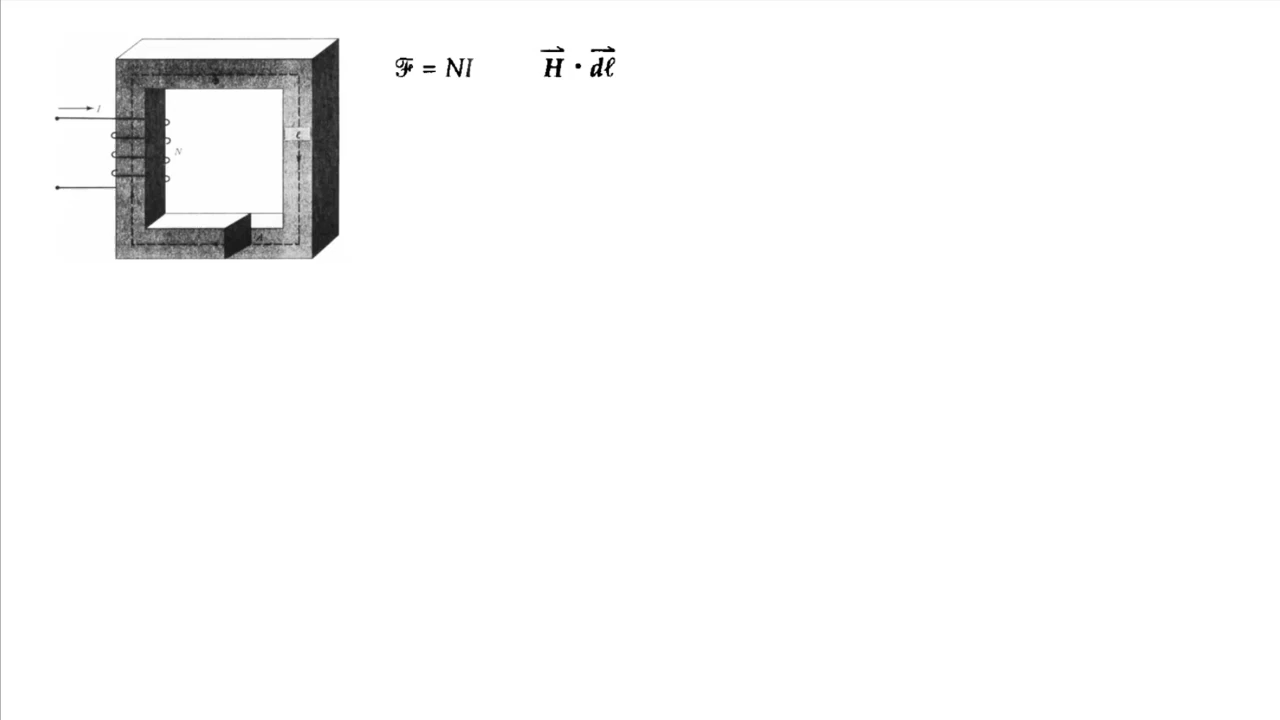 ℱ = NI
H⃗ · dℓ⃗
I
N
ℓ